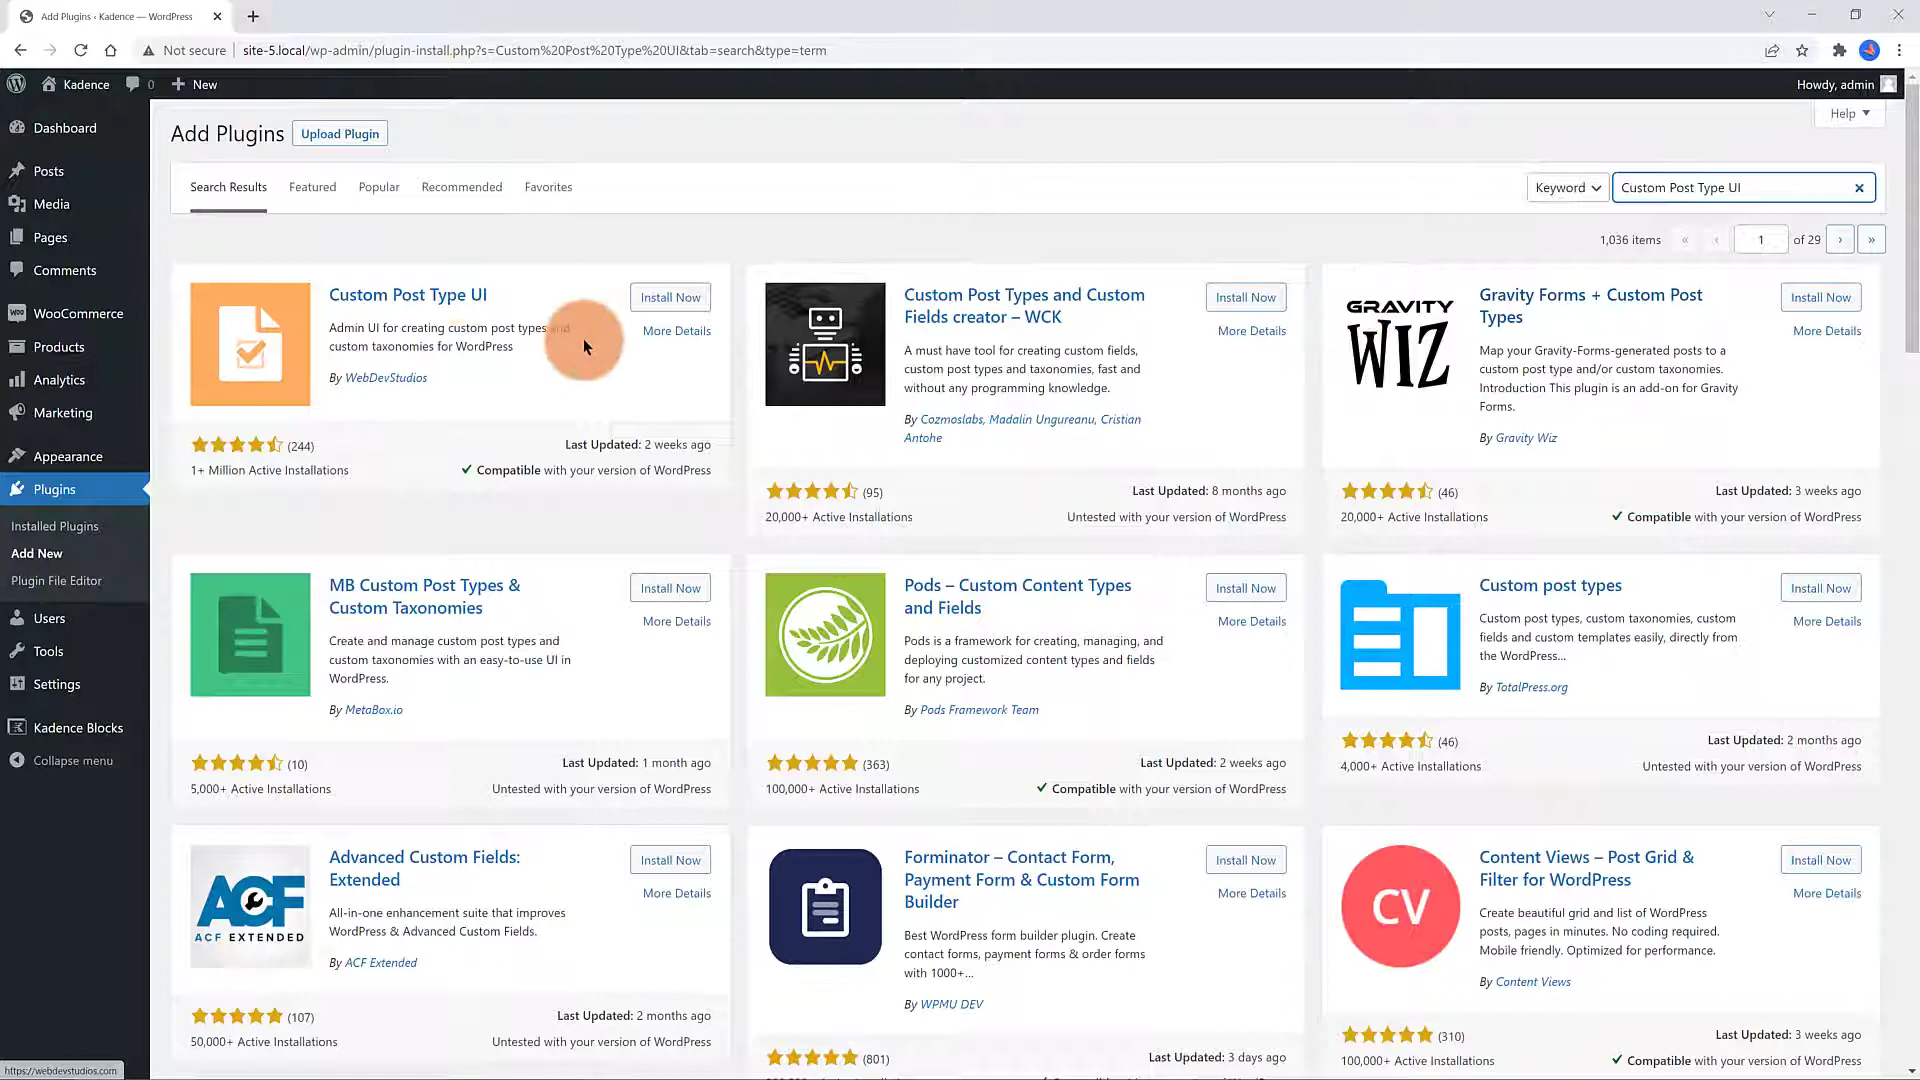 Add Plugins ‹ Kadence — WordPress
Not secure
site-5.local/wp-admin/plugin-install.php?s=Custom%20Post%20Type%20UI&tab=search&type=term
Kadence
0
New
Howdy, admin
Help
Dashboard
Posts
Media
Pages
Comments
WooCommerce
Products
Analytics
Marketing
Appearance
Plugins
Installed Plugins
Add New
Plugin File Editor
Users
Tools
Settings
Kadence Blocks
Collapse menu
Add Plugins
Upload Plugin
Search Results
Featured
Popular
Recommended
Favorites
Keyword
Custom Post Type UI
1,036 items
«
‹
1
of 29
›
»
Custom Post Type UI
Install Now
More Details
Admin UI for creating custom post types and
custom taxonomies for WordPress
By WebDevStudios
(244)
Last Updated: 2 weeks ago
1+ Million Active Installations
Compatible with your version of WordPress
Custom Post Types and Custom
Fields creator – WCK
Install Now
More Details
A must have tool for creating custom fields,
custom post types and taxonomies, fast and
without any programming knowledge.
By Cozmoslabs, Madalin Ungureanu, Cristian
Antohe
(95)
Last Updated: 8 months ago
20,000+ Active Installations
Untested with your version of WordPress
GRAVITY
WIZ
Gravity Forms + Custom Post
Types
Install Now
More Details
Map your Gravity-Forms-generated posts to a
custom post type and/or custom taxonomies.
Introduction This plugin is an add-on for Gravity
Forms.
By Gravity Wiz
(46)
Last Updated: 3 weeks ago
20,000+ Active Installations
Compatible with your version of WordPress
MB Custom Post Types &
Custom Taxonomies
Install Now
More Details
Create and manage custom post types and
custom taxonomies with an easy-to-use UI in
WordPress.
By MetaBox.io
(10)
Last Updated: 1 month ago
5,000+ Active Installations
Untested with your version of WordPress
Pods – Custom Content Types
and Fields
Install Now
More Details
Pods is a framework for creating, managing, and
deploying customized content types and fields
for any project.
By Pods Framework Team
(363)
Last Updated: 2 weeks ago
100,000+ Active Installations
Compatible with your version of WordPress
Custom post types
Install Now
More Details
Custom post types, custom taxonomies, custom
fields and custom templates easily, directly from
the WordPress...
By TotalPress.org
(46)
Last Updated: 2 months ago
4,000+ Active Installations
Untested with your version of WordPress
ACF
ACF EXTENDED
Advanced Custom Fields:
Extended
Install Now
More Details
All-in-one enhancement suite that improves
WordPress & Advanced Custom Fields.
By ACF Extended
(107)
Last Updated: 2 months ago
50,000+ Active Installations
Untested with your version of WordPress
Forminator – Contact Form,
Payment Form & Custom Form
Builder
Install Now
More Details
Best WordPress form builder plugin. Create
contact forms, payment forms & order forms
with 1000+...
By WPMU DEV
(801)
Last Updated: 3 days ago
CV
Content Views – Post Grid &
Filter for WordPress
Install Now
More Details
Create beautiful grid and list of WordPress
posts, pages in minutes. No coding required.
Mobile friendly. Optimized for performance.
By Content Views
(310)
Last Updated: 3 weeks ago
100,000+ Active Installations
Compatible with your version of WordPress
https://webdevstudios.com